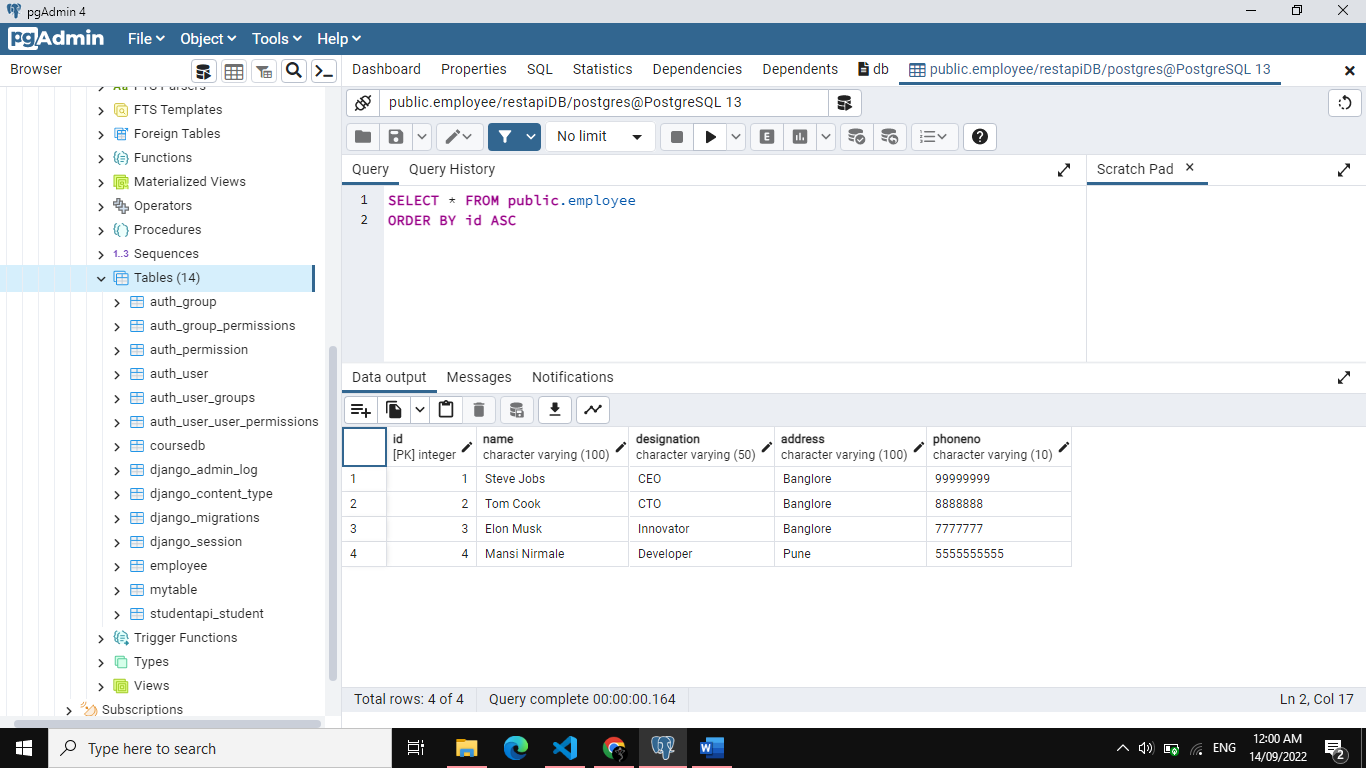 pgAdmin 4
pgAdmin File Object Tools Help
Browser
Dashboard Properties SQL Statistics Dependencies Dependents db public.employee/restapiDB/postgres@PostgreSQL 13
FTS Parsers
FTS Templates
Foreign Tables
Functions
Materialized Views
Operators
Procedures
1..3 Sequences
Tables (14)
auth_group
auth_group_permissions
auth_permission
auth_user
auth_user_groups
auth_user_user_permissions
coursedb
django_admin_log
django_content_type
django_migrations
django_session
employee
mytable
studentapi_student
Trigger Functions
Types
Views
Subscriptions
public.employee/restapiDB/postgres@PostgreSQL 13
No limit E
Query Query History
Scratch Pad
1 SELECT * FROM public.employee
2 ORDER BY id ASC
Data output Messages Notifications
id name designation address phoneno
[PK] integer character varying (100) character varying (50) character varying (100) character varying (10)
1 1 Steve Jobs CEO Banglore 99999999
2 2 Tom Cook CTO Banglore 8888888
3 3 Elon Musk Innovator Banglore 7777777
4 4 Mansi Nirmale Developer Pune 5555555555
Total rows: 4 of 4 Query complete 00:00:00.164 Ln 2, Col 17
Type here to search
ENG
12:00 AM
14/09/2022
2